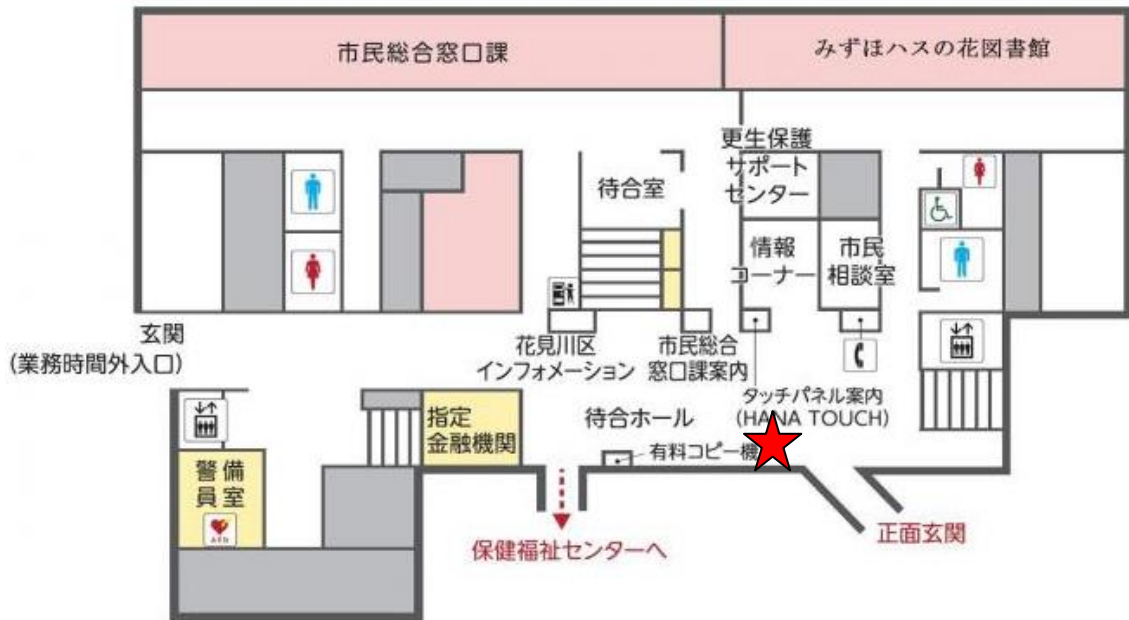 市民総合窓口課
みずほハスの花図書館
更生保護
サポート
センター
待合室
情報
コーナー
市民
相談室
玄関
(業務時間外入口)
花見川区
インフォメーション
市民総合
窓口課案内
タッチパネル案内
(HANA TOUCH)
指定
金融機関
待合ホール
有料コピー機
警備
員室
AED
保健福祉センターへ
正面玄関